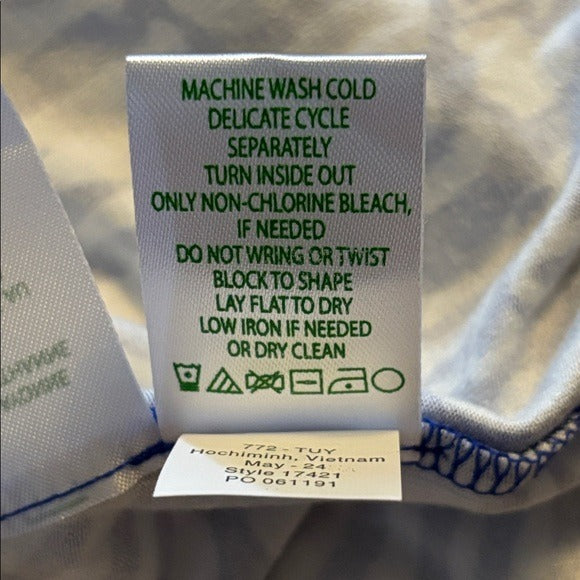 MACHINE WASH COLD
DELICATE CYCLE
SEPARATELY
TURN INSIDE OUT
ONLY NON-CHLORINE BLEACH,
IF NEEDED
DO NOT WRING OR TWIST
BLOCK TO SHAPE
LAY FLAT TO DRY
LOW IRON IF NEEDED
OR DRY CLEAN
772 - TUY
Hochiminh, Vietnam
May - 24
Style 17421
PO 061191